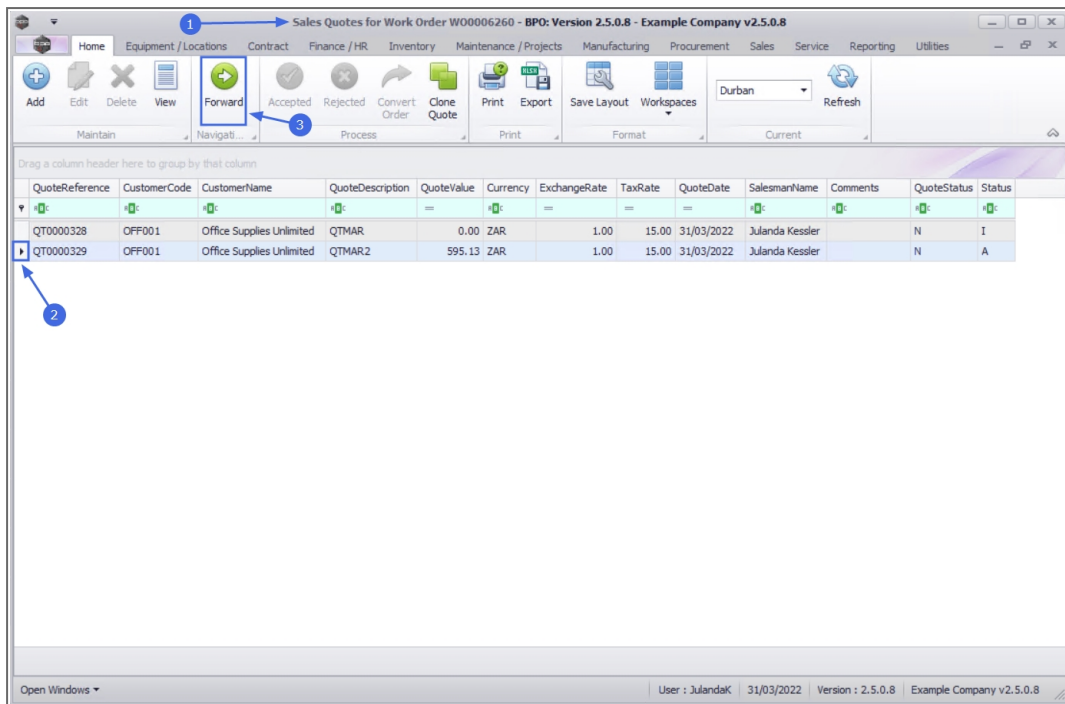 1
Sales Quotes for Work Order WO0006260 - BPO: Version 2.5.0.8 - Example Company v2.5.0.8
Home Equipment / Locations Contract Finance / HR Inventory Maintenance / Projects Manufacturing Procurement Sales Service Reporting Utilities
Add Edit Delete View Forward Accepted Rejected Convert Order Clone Quote Print Export Save Layout Workspaces Durban Refresh
3
Maintain Navigati... Process Print Format Current
Drag a column header here to group by that column
QuoteReference CustomerCode CustomerName QuoteDescription QuoteValue Currency ExchangeRate TaxRate QuoteDate SalesmanName Comments QuoteStatus Status
QT0000328 OFF001 Office Supplies Unlimited QTMAR 0.00 ZAR 1.00 15.00 31/03/2022 Julanda Kessler N I
QT0000329 OFF001 Office Supplies Unlimited QTMAR2 595.13 ZAR 1.00 15.00 31/03/2022 Julanda Kessler N A
2
Open Windows User : JulandaK 31/03/2022 Version : 2.5.0.8 Example Company v2.5.0.8